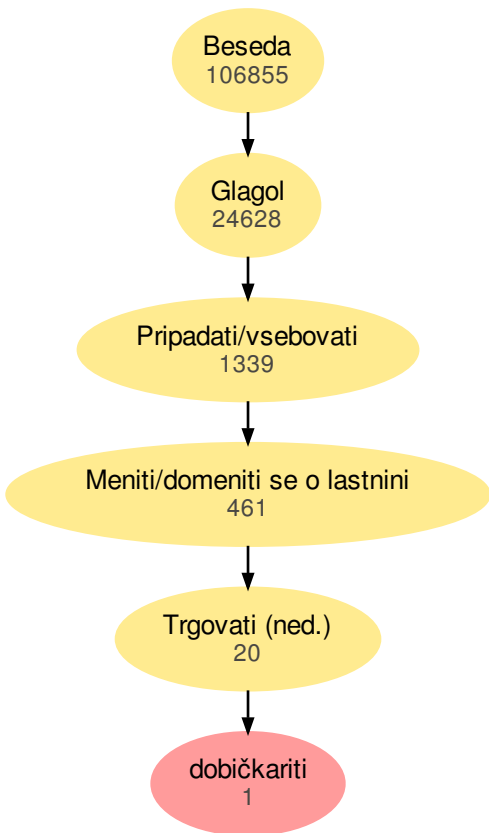 Beseda
106855
Glagol
24628
Pripadati/vsebovati
1339
Meniti/domeniti se o lastnini
461
Trgovati (ned.)
20
dobičkariti
1